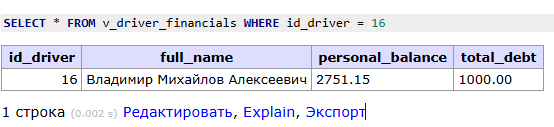 SELECT * FROM v_driver_financials WHERE id_driver = 16
id_driver full_name personal_balance total_debt
16 Владимир Михайлов Алексеевич 2751.15 1000.00
1 строка (0.002 s) Редактировать, Explain, Экспорт